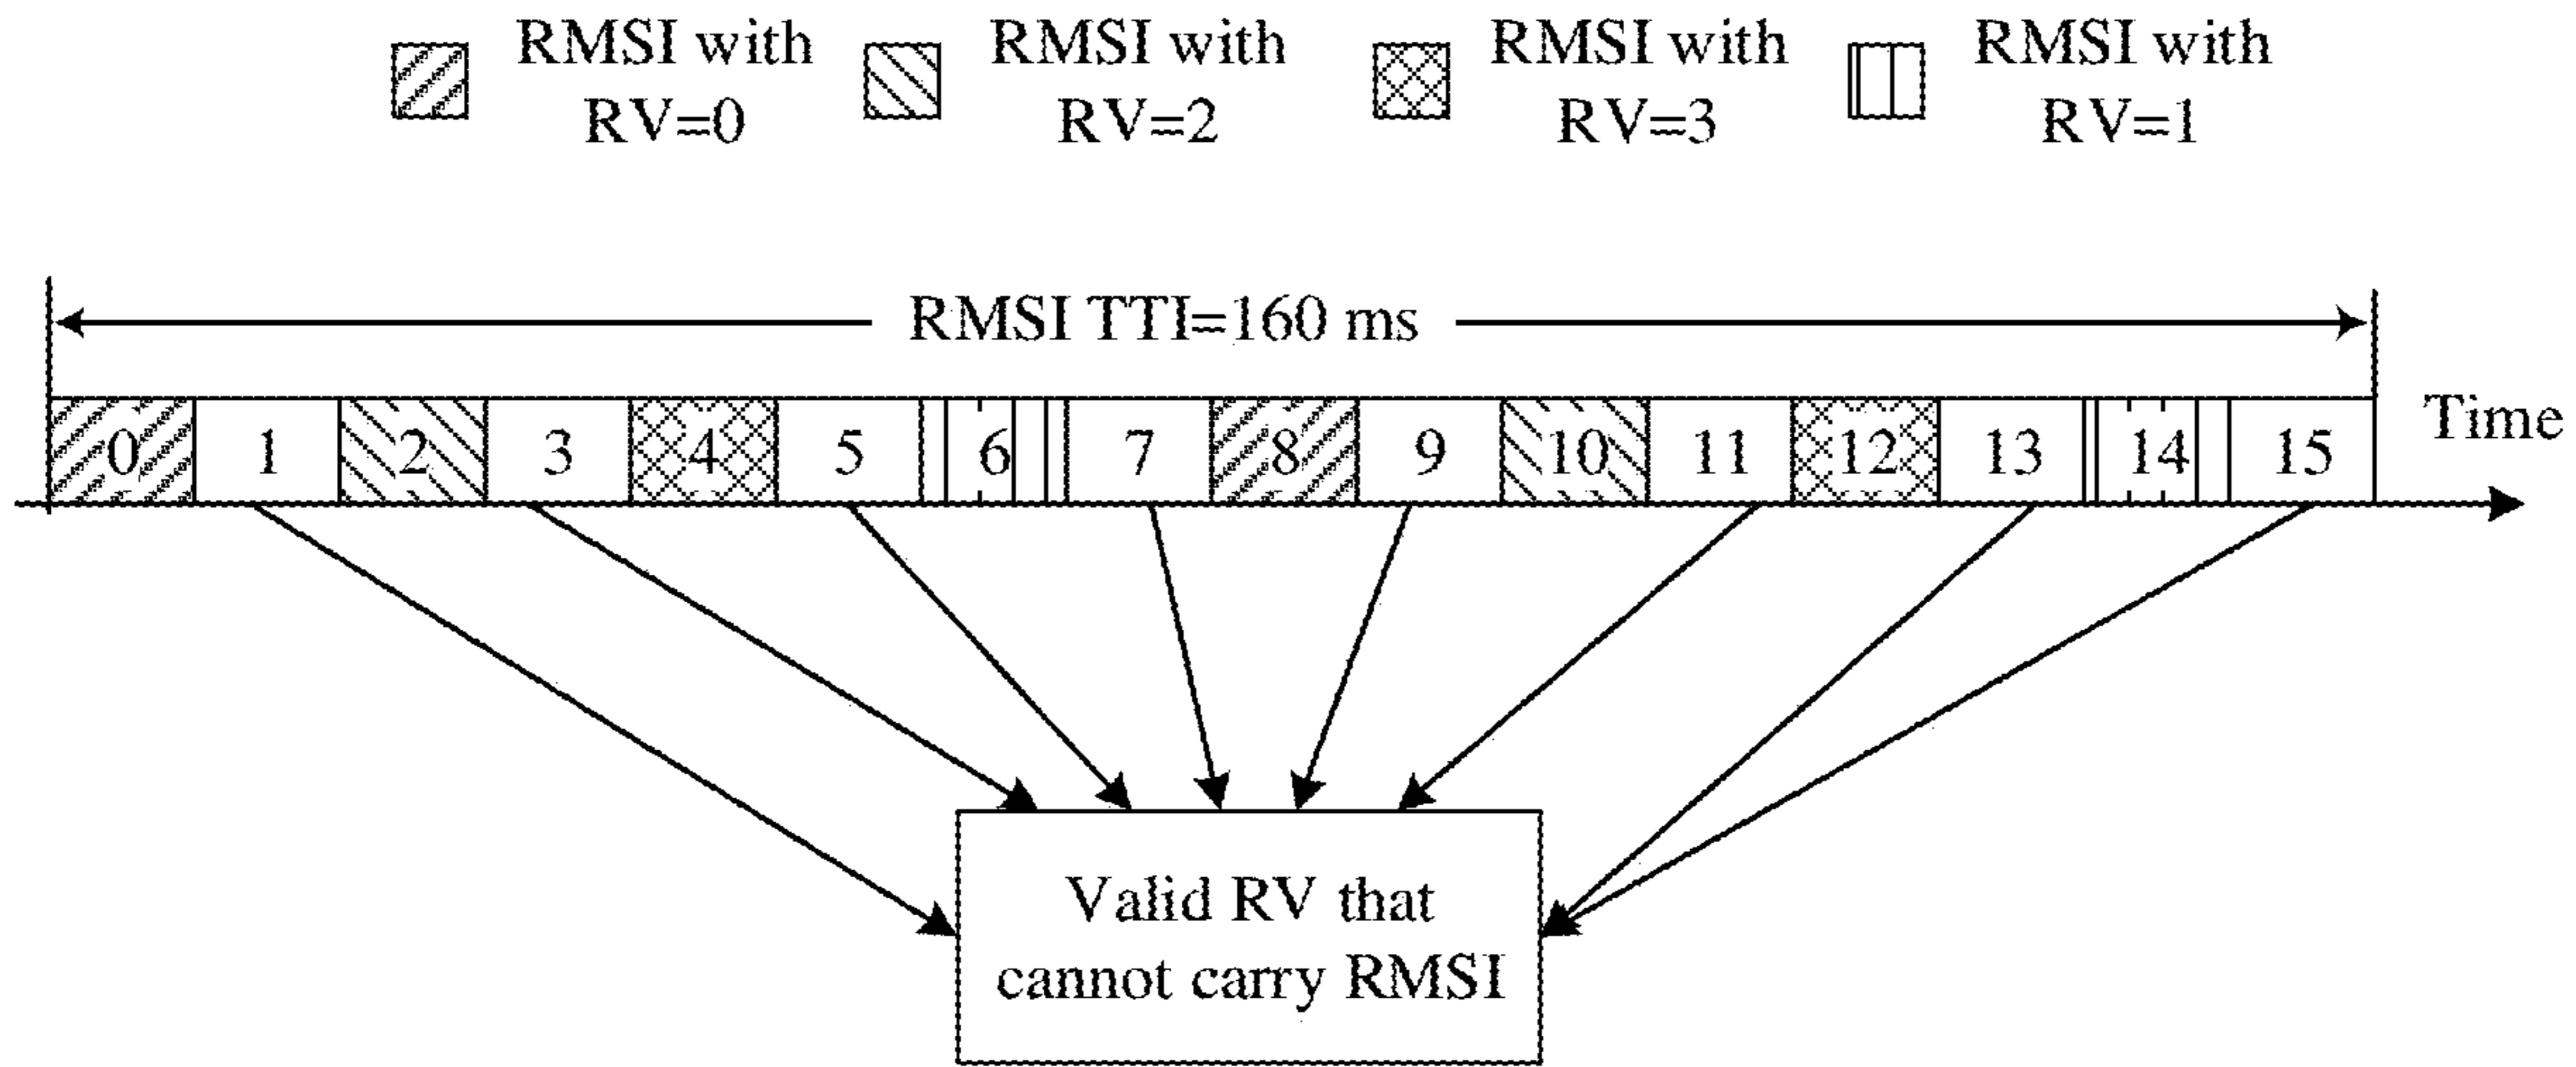 RMSI with RV=0
RMSI with RV=2
RMSI with RV=3
RMSI with RV=1
RMSI TTI=160 ms
0 1 2 3 4 5 6 7 8 9 10 11 12 13 14 15
Time
Valid RV that
cannot carry RMSI